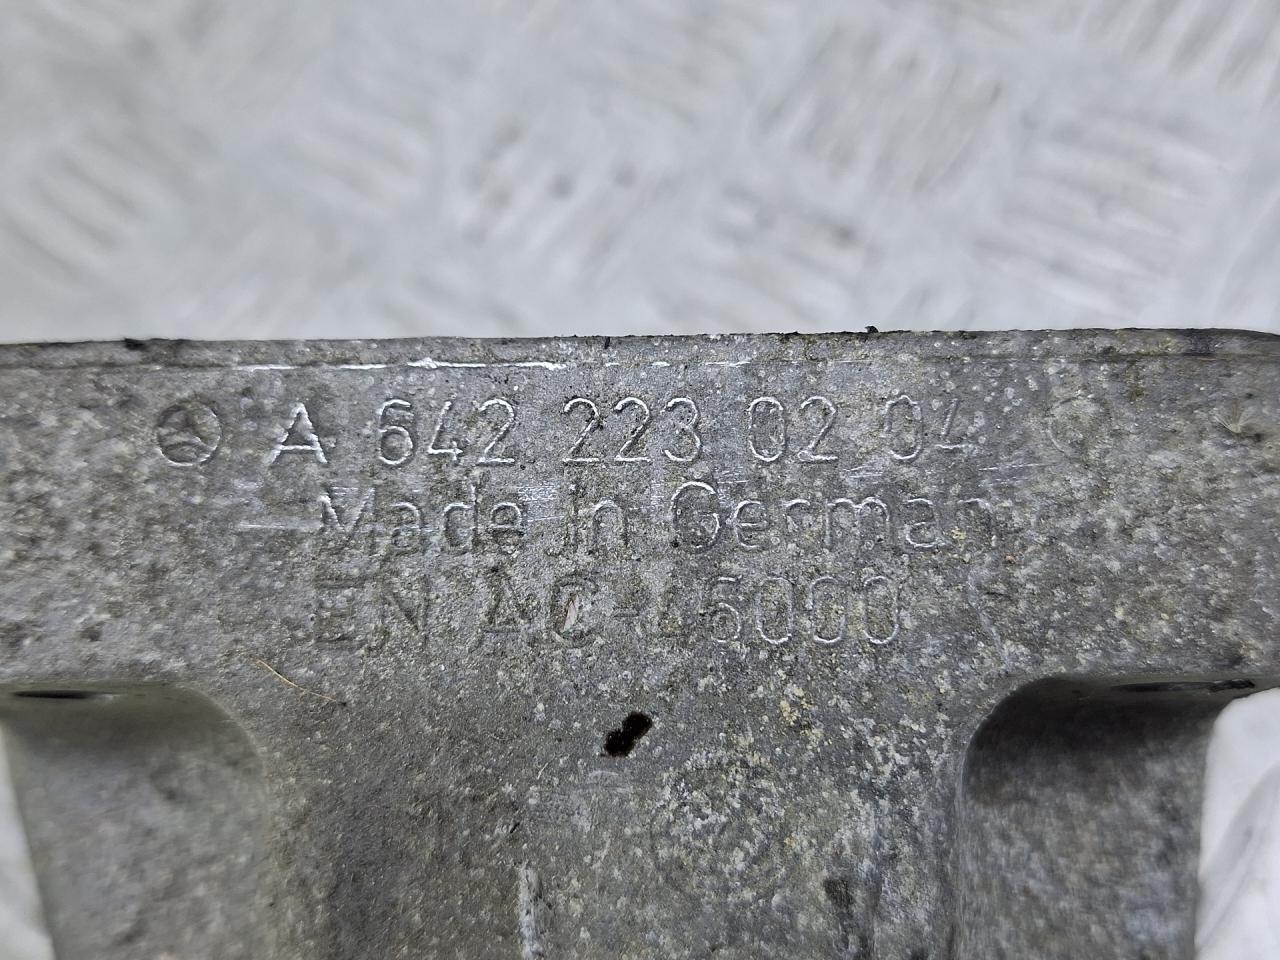 A 642 223 02 04
Made in German
EN AC-46000